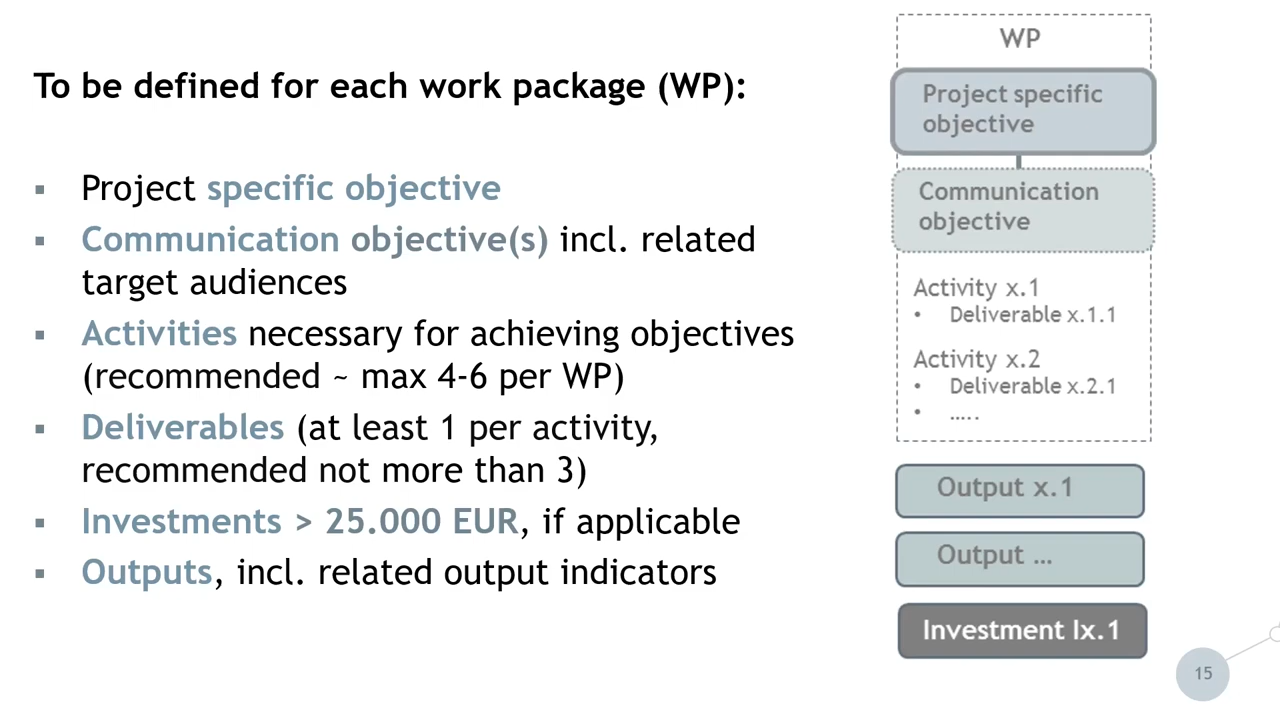 To be defined for each work package (WP):
▪ Project specific objective
▪ Communication objective(s) incl. related
target audiences
▪ Activities necessary for achieving objectives
(recommended ~ max 4-6 per WP)
▪ Deliverables (at least 1 per activity,
recommended not more than 3)
▪ Investments > 25.000 EUR, if applicable
▪ Outputs, incl. related output indicators
WP
Project specific
objective
Communication
objective
Activity x.1
• Deliverable x.1.1
Activity x.2
• Deliverable x.2.1
• …..
Output x.1
Output …
Investment Ix.1
15